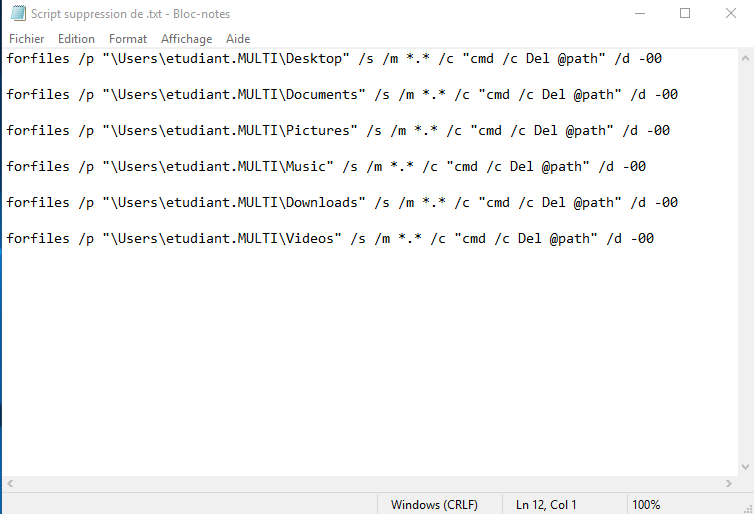 Script suppression de .txt - Bloc-notes
Fichier Edition Format Affichage Aide
forfiles /p "\Users\etudiant.MULTI\Desktop" /s /m *.* /c "cmd /c Del @path" /d -00
forfiles /p "\Users\etudiant.MULTI\Documents" /s /m *.* /c "cmd /c Del @path" /d -00
forfiles /p "\Users\etudiant.MULTI\Pictures" /s /m *.* /c "cmd /c Del @path" /d -00
forfiles /p "\Users\etudiant.MULTI\Music" /s /m *.* /c "cmd /c Del @path" /d -00
forfiles /p "\Users\etudiant.MULTI\Downloads" /s /m *.* /c "cmd /c Del @path" /d -00
forfiles /p "\Users\etudiant.MULTI\Videos" /s /m *.* /c "cmd /c Del @path" /d -00
Windows (CRLF) Ln 12, Col 1 100%